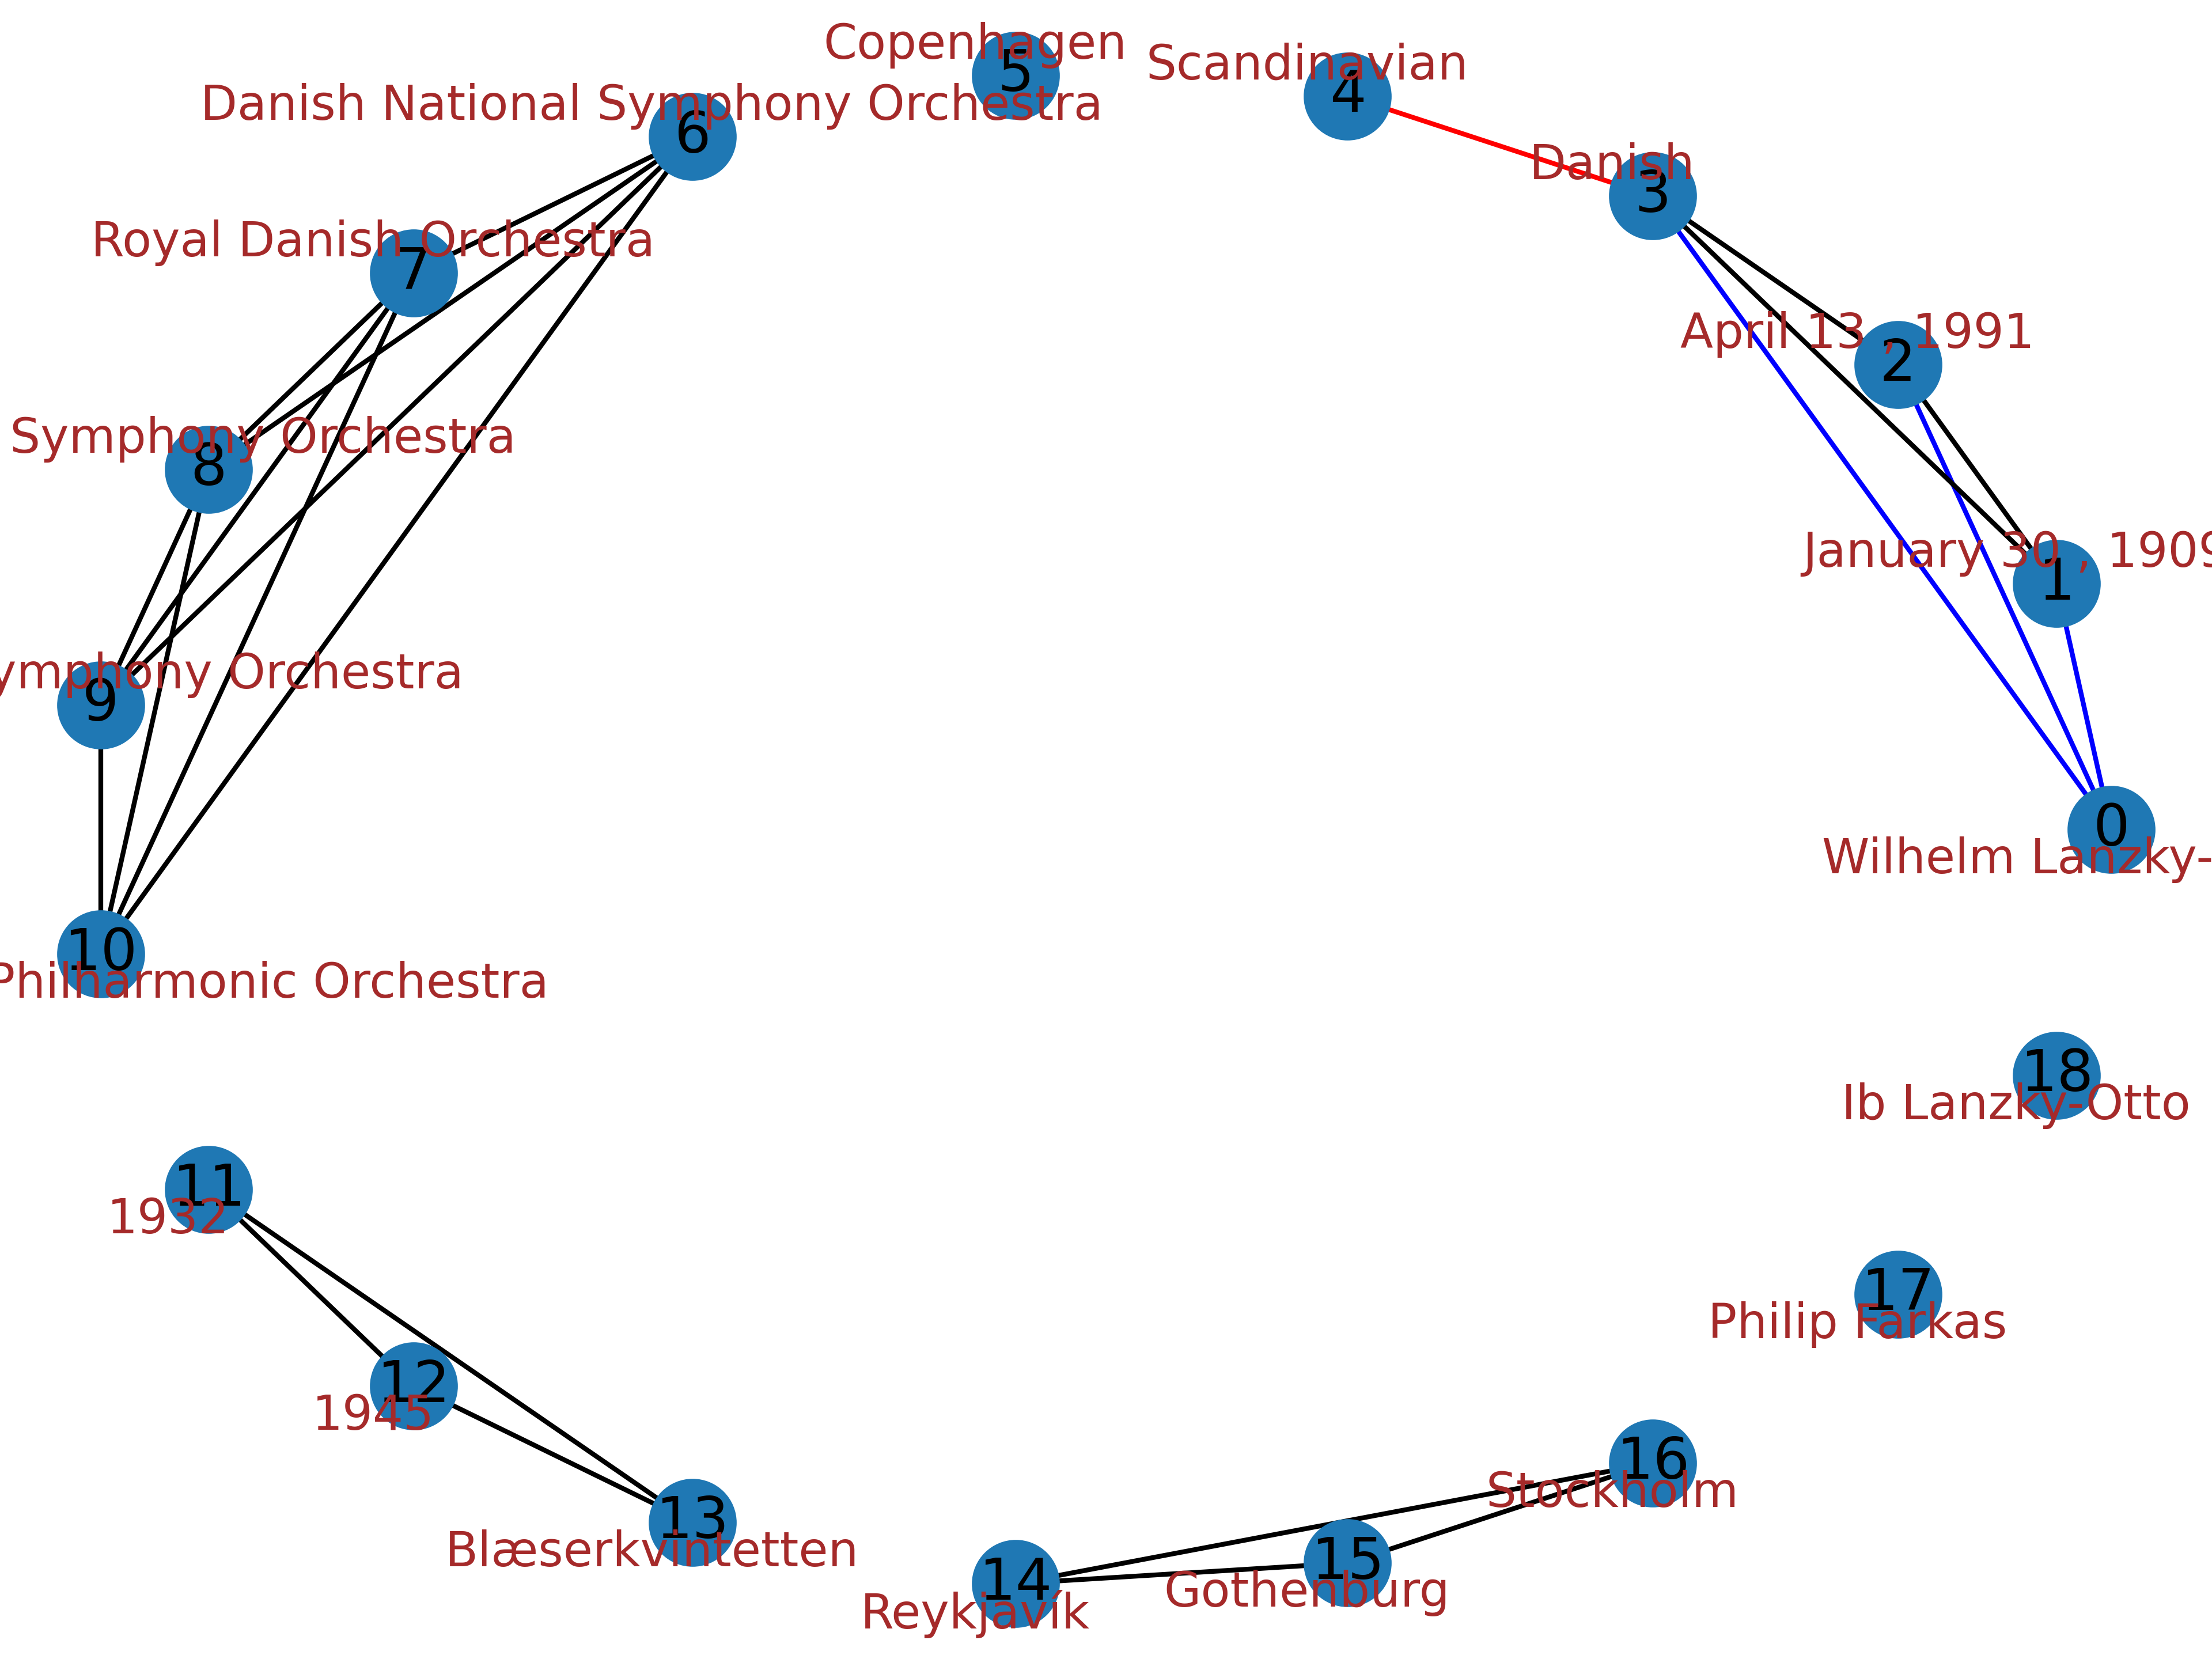 Copenhagen
5
Scandinavian
4
Danish National Symphony Orchestra
6
Danish
3
Royal Danish Orchestra
7
April 13 , 1991
2
Symphony Orchestra
8
January 30 , 1909
1
Symphony Orchestra
9
0
Wilhelm Lanzky-
10
Philharmonic Orchestra
18
Ib Lanzky-Otto
11
1932
17
Philip Farkas
12
1945
16
Stockholm
13
Blæserkvintetten
15
Gothenburg
14
Reykjavík